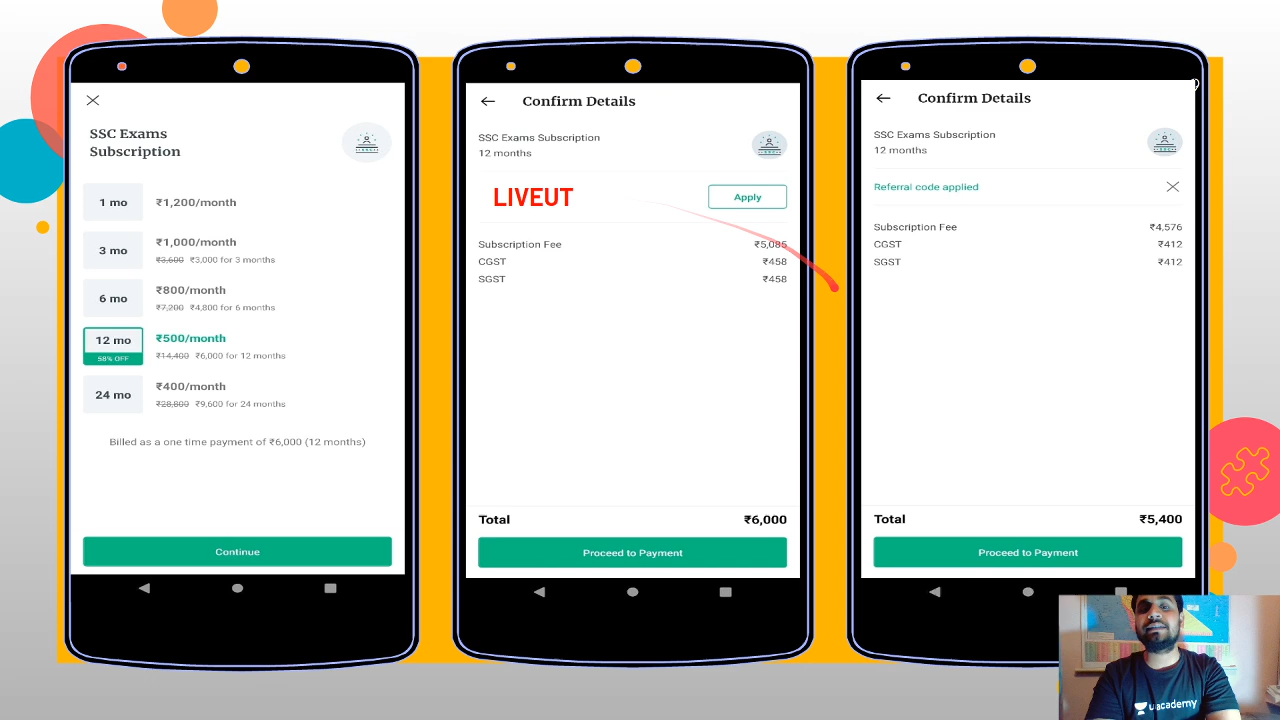 SSC Exams
Subscription
1 mo ₹1,200/month
3 mo ₹1,000/month
₹3,600 ₹3,000 for 3 months
6 mo ₹800/month
₹7,200 ₹4,800 for 6 months
12 mo ₹500/month
58% OFF ₹14,400 ₹6,000 for 12 months
24 mo ₹400/month
₹28,800 ₹9,600 for 24 months
Billed as a one time payment of ₹6,000 (12 months)
Continue
Confirm Details
SSC Exams Subscription
12 months
LIVEUT Apply
Subscription Fee ₹5,085
CGST ₹458
SGST ₹458
Total ₹6,000
Proceed to Payment
Confirm Details
SSC Exams Subscription
12 months
Referral code applied
Subscription Fee ₹4,576
CGST ₹412
SGST ₹412
Total ₹5,400
Proceed to Payment
unacademy